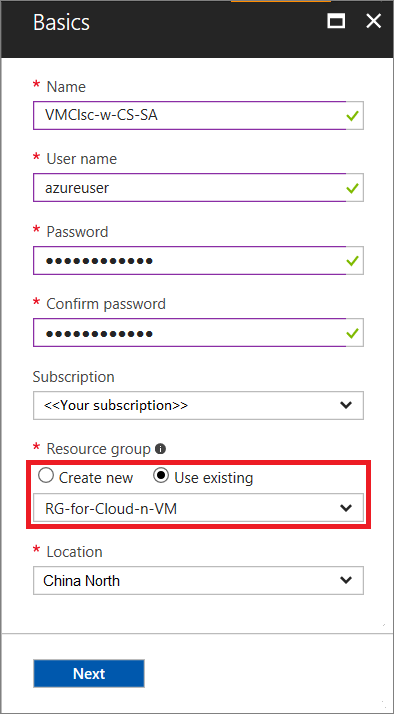 Basics
* Name
VMClsc-w-CS-SA
* User name
azureuser
* Password
●●●●●●●●●●●●
* Confirm password
●●●●●●●●●●●●
Subscription
<<Your subscription>>
* Resource group
Create new Use existing
RG-for-Cloud-n-VM
* Location
China North
Next